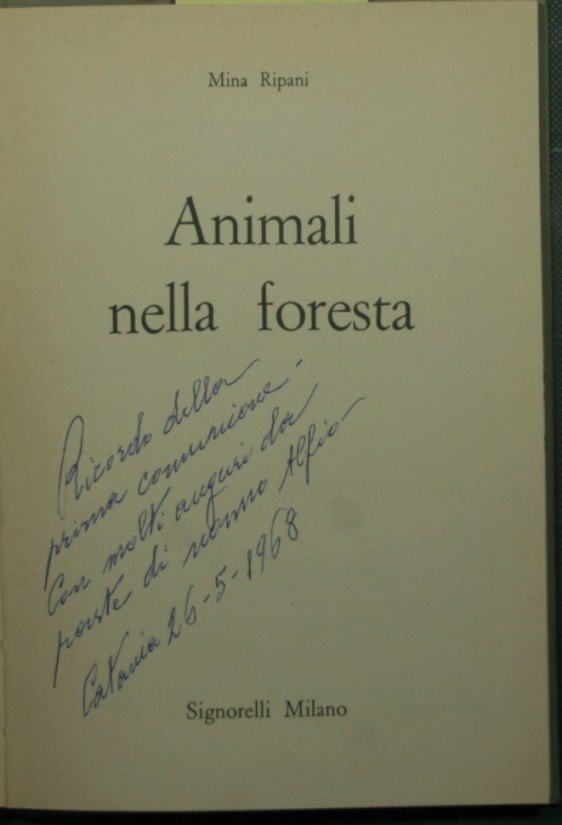 Mina Ripani
Animali
nella foresta
Ricordo della
prima comunione.
Con molti auguri da
parte di nonno Alfio
Catania 26-5-1968
Signorelli Milano